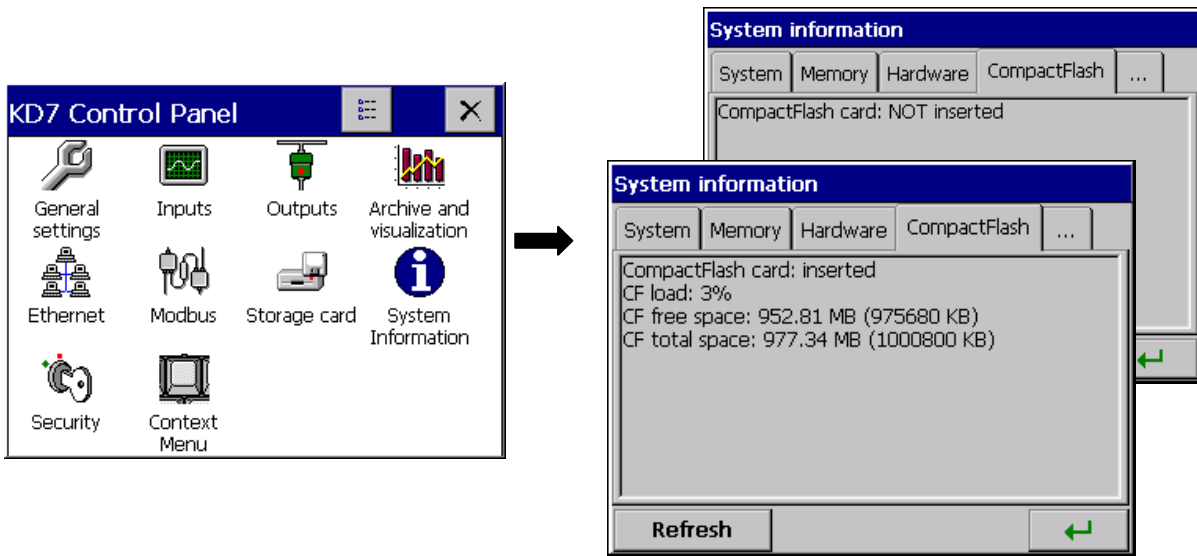 KD7 Control Panel
General
settings
Inputs
Outputs
Archive and
visualization
Ethernet
Modbus
Storage card
System
Information
Security
Context
Menu
System information
System Memory Hardware CompactFlash ...
CompactFlash card: NOT inserted
System information
System Memory Hardware CompactFlash ...
CompactFlash card: inserted
CF load: 3%
CF free space: 952.81 MB (975680 KB)
CF total space: 977.34 MB (1000800 KB)
Refresh